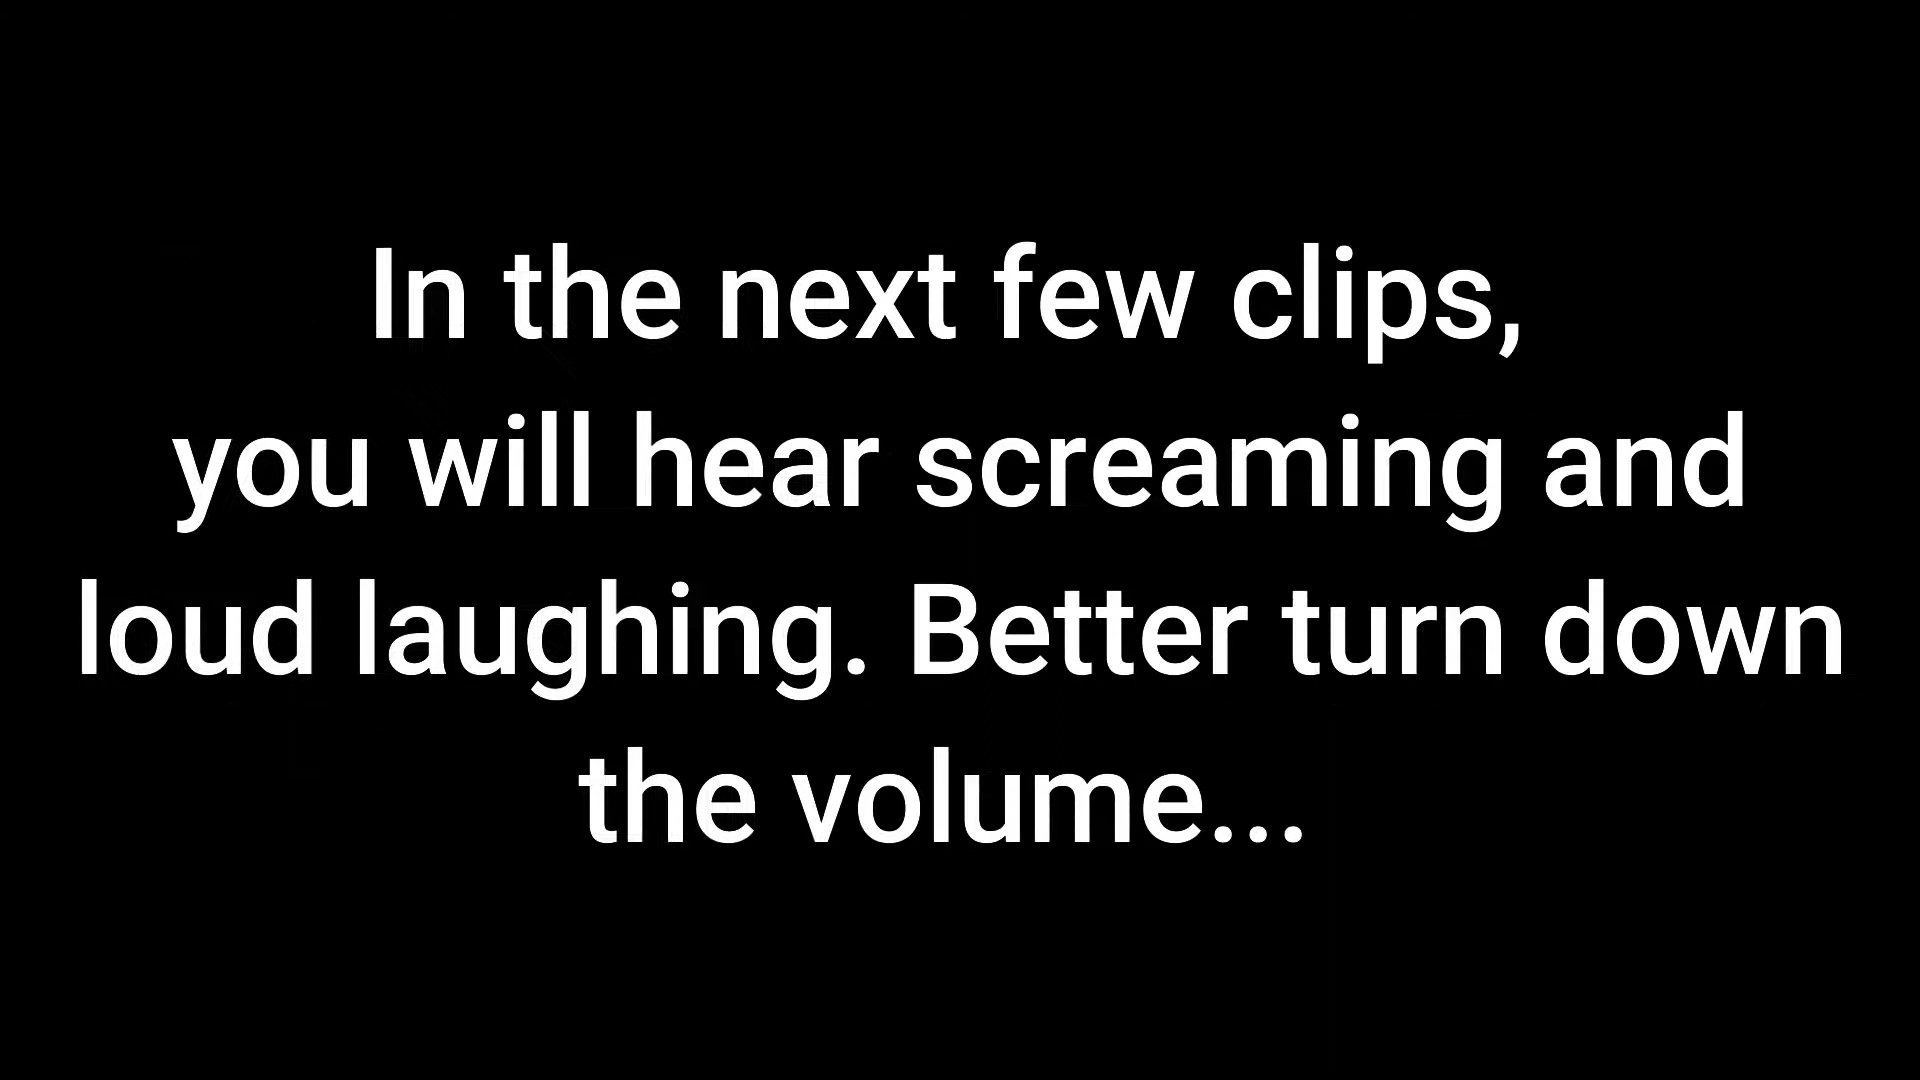 In the next few clips,
you will hear screaming and
loud laughing. Better turn down
the volume...